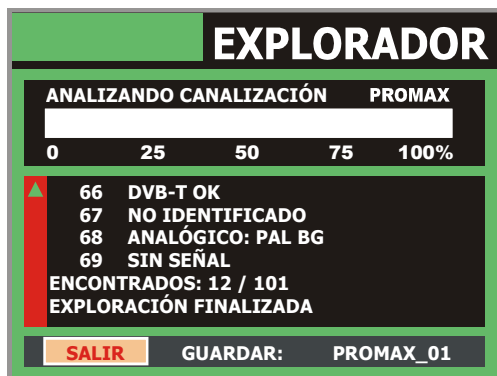 EXPLORADOR
ANALIZANDO CANALIZACIÓN PROMAX
0 25 50 75 100%
66 DVB-T OK
67 NO IDENTIFICADO
68 ANALÓGICO: PAL BG
69 SIN SEÑAL
ENCONTRADOS: 12 / 101
EXPLORACIÓN FINALIZADA
SALIR GUARDAR: PROMAX_01